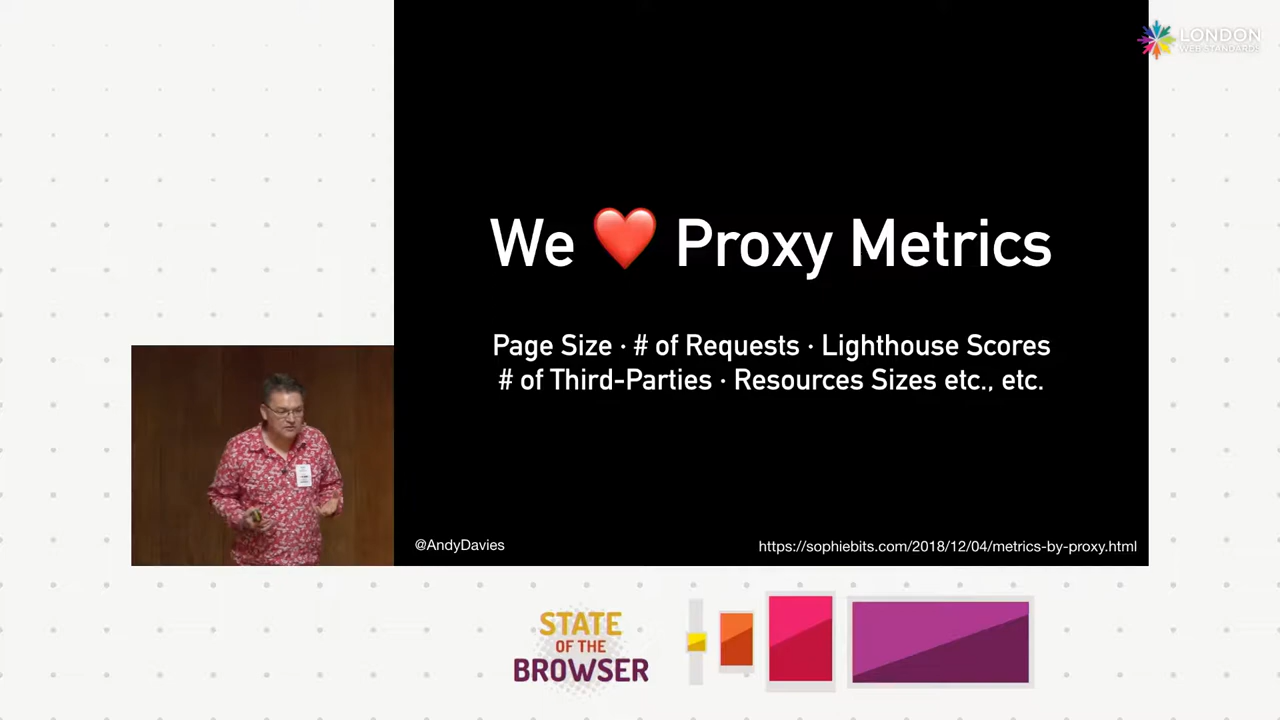 LONDON
WEB STANDARDS
We ❤️ Proxy Metrics
Page Size · # of Requests · Lighthouse Scores
# of Third-Parties · Resources Sizes etc., etc.
@AndyDavies
https://sophiebits.com/2018/12/04/metrics-by-proxy.html
STATE
OF THE
BROWSER